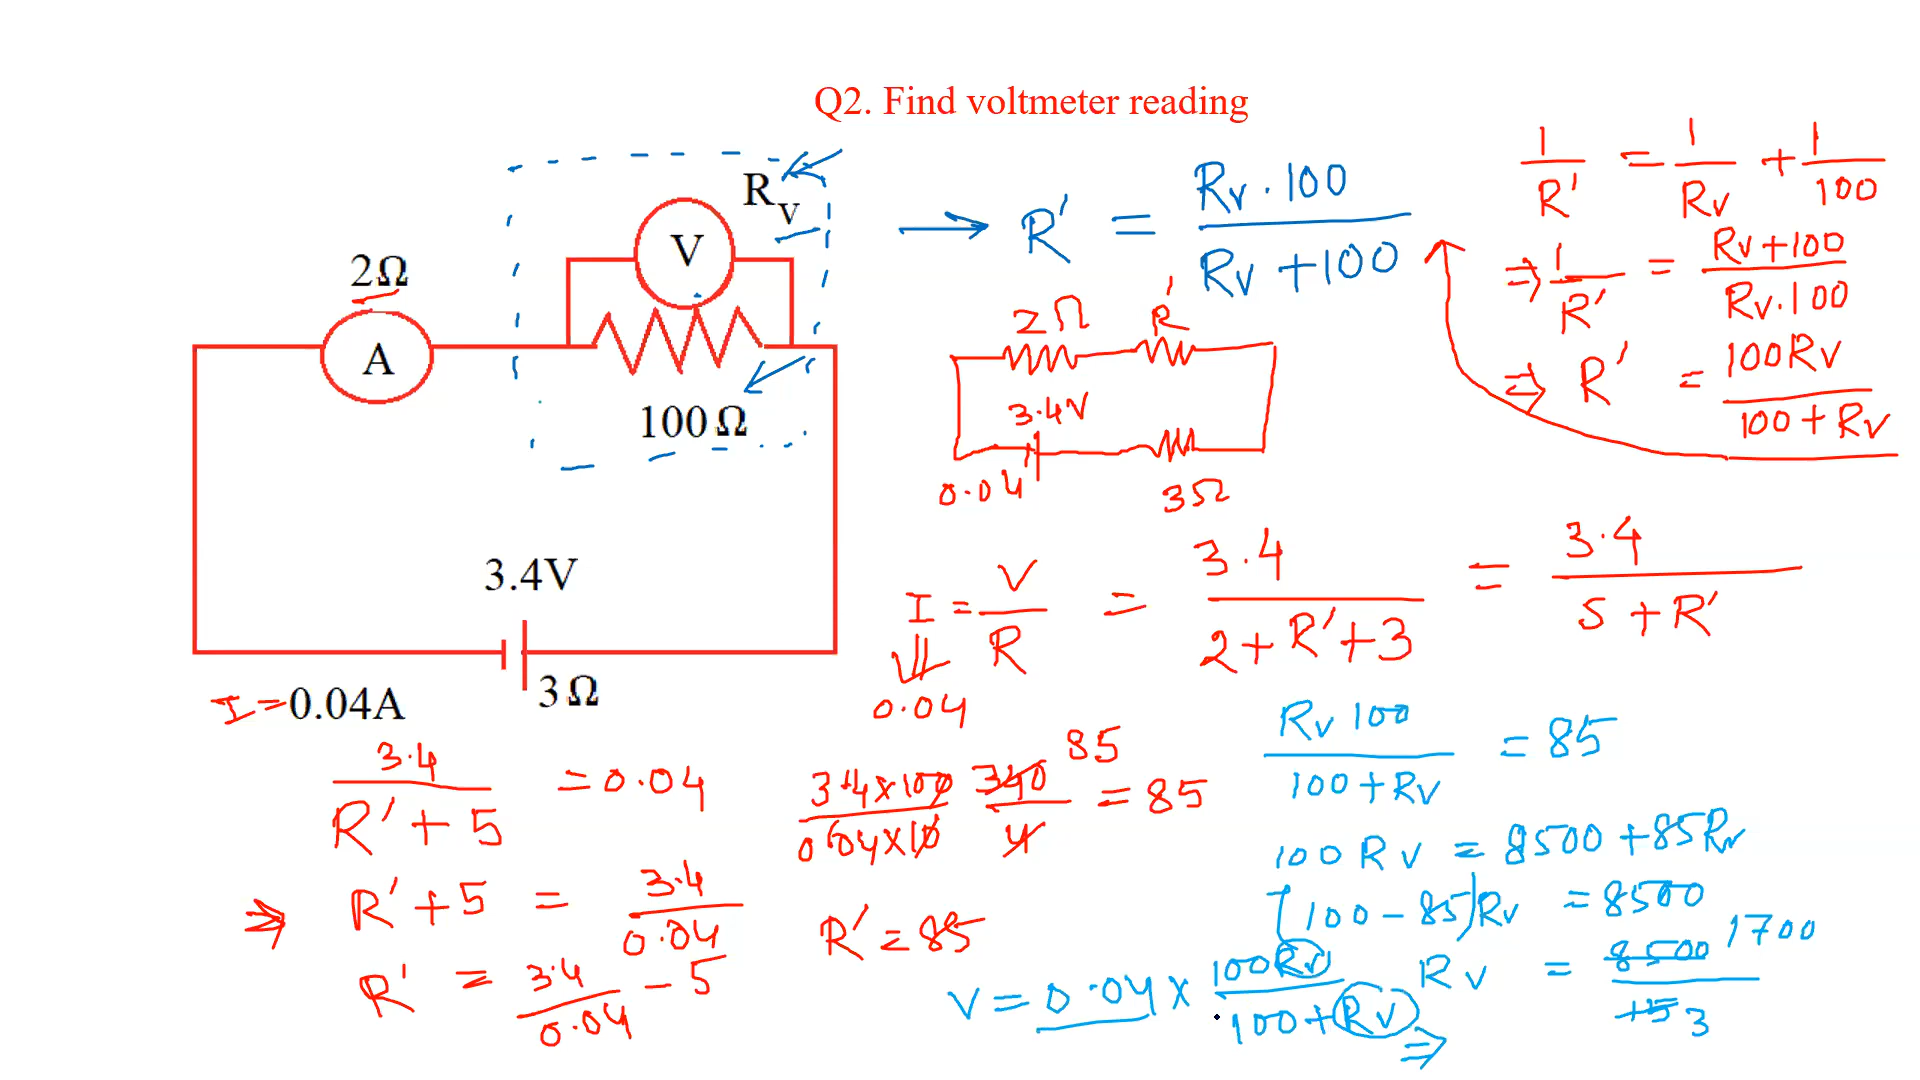 Q2. Find voltmeter reading
R_V
V
2Ω
A
100Ω
3.4V
3Ω
I = 0.04A
→ R' = Rv·100 / Rv + 100
2Ω R'
3.4V
0.04 3Ω
1/R' = 1/Rv + 1/100
⇒ 1/R' = Rv + 100 / Rv·100
⇒ R' = 100Rv / 100 + Rv
I = V/R = 3.4 / 2 + R' + 3 = 3.4 / 5 + R'
⇓
0.04
3.4 / R' + 5 = 0.04
⇒ R' + 5 = 3.4 / 0.04
R' = 3.4 / 0.04 - 5
3.4×100 / 0.04×100 340/4 85 = 85
R' = 85
Rv 100 / 100 + Rv = 85
100 Rv = 8500 + 85Rv
(100 - 85)Rv = 8500
Rv = 8500 / 15 1700 / 3
V = 0.04 × 100Rv / 100 + Rv ⇒